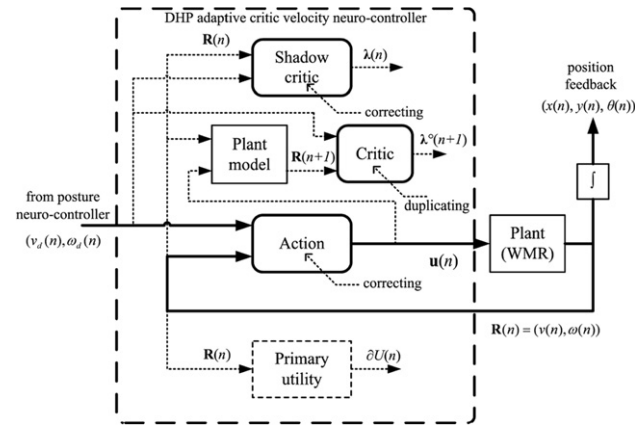 DHP adaptive critic velocity neuro-controller
R(n)
Shadow
critic
λ(n)
correcting
position
feedback
(x(n), y(n), θ(n))
Plant
model
R(n+1)
Critic
λ°(n+1)
duplicating
∫
from posture
neuro-controller
(v_d(n), ω_d(n)
Action
correcting
u(n)
Plant
(WMR)
R(n) = (v(n), ω(n))
R(n)
Primary
utility
∂U(n)